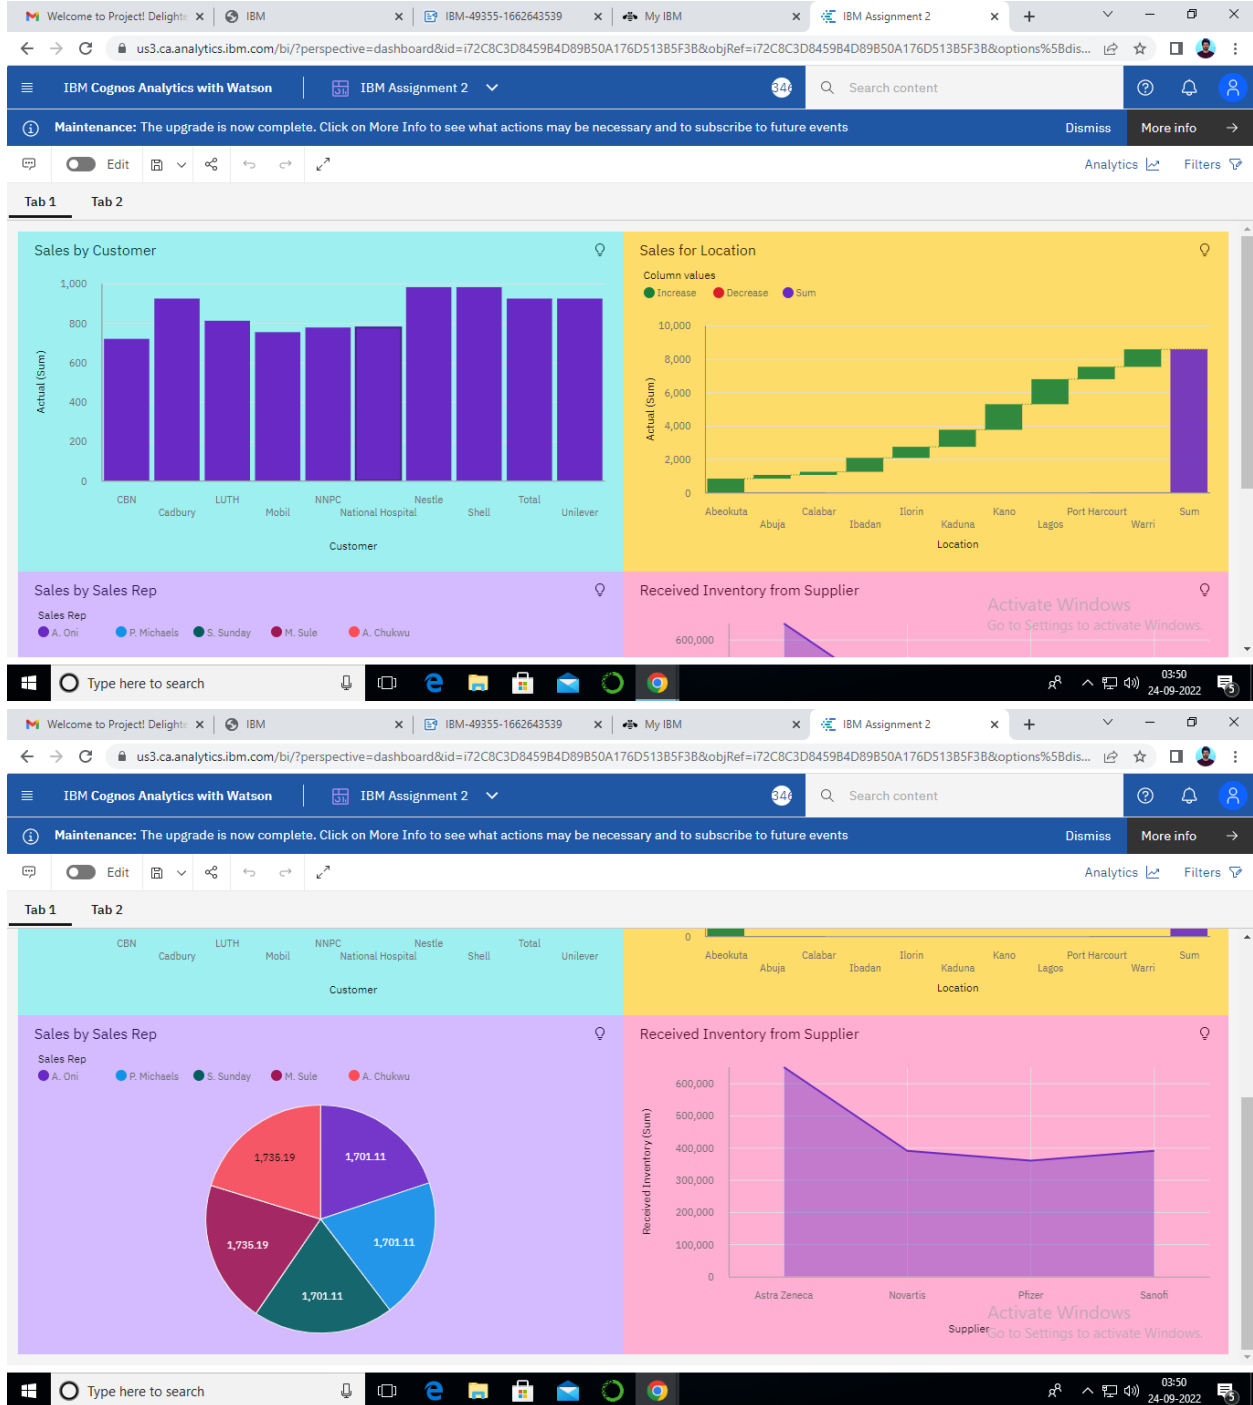 Welcome to Project! Delight
IBM
IBM-49355-1662643539
My IBM
IBM Assignment 2
us3.ca.analytics.ibm.com/bi/?perspective=dashboard&id=i72C8C3D8459B4D89B50A176D513B5F3B&objRef=i72C8C3D8459B4D89B50A176D513B5F3B&options%5Bdis...
IBM Cognos Analytics with Watson
IBM Assignment 2
346
Search content
Maintenance: The upgrade is now complete. Click on More Info to see what actions may be necessary and to subscribe to future events
Dismiss
More info
Edit
Analytics
Filters
Tab 1
Tab 2
Sales by Customer
1,000
800
600
400
200
0
Actual (Sum)
CBN
Cadbury
LUTH
Mobil
NNPC
National Hospital
Nestle
Shell
Total
Unilever
Customer
Sales for Location
Column values
Increase
Decrease
Sum
10,000
8,000
6,000
4,000
2,000
0
Actual (Sum)
Abeokuta
Abuja
Calabar
Ibadan
Ilorin
Kaduna
Kano
Lagos
Port Harcourt
Warri
Sum
Location
Sales by Sales Rep
Sales Rep
A. Oni
P. Michaels
S. Sunday
M. Sule
A. Chukwu
Received Inventory from Supplier
600,000
Activate Windows
Go to Settings to activate Windows.
Type here to search
03:50
24-09-2022
5
Welcome to Project! Delight
IBM
IBM-49355-1662643539
My IBM
IBM Assignment 2
us3.ca.analytics.ibm.com/bi/?perspective=dashboard&id=i72C8C3D8459B4D89B50A176D513B5F3B&objRef=i72C8C3D8459B4D89B50A176D513B5F3B&options%5Bdis...
IBM Cognos Analytics with Watson
IBM Assignment 2
346
Search content
Maintenance: The upgrade is now complete. Click on More Info to see what actions may be necessary and to subscribe to future events
Dismiss
More info
Edit
Analytics
Filters
Tab 1
Tab 2
CBN
Cadbury
LUTH
Mobil
NNPC
National Hospital
Nestle
Shell
Total
Unilever
Customer
0
Abeokuta
Abuja
Calabar
Ibadan
Ilorin
Kaduna
Kano
Lagos
Port Harcourt
Warri
Sum
Location
Sales by Sales Rep
Sales Rep
A. Oni
P. Michaels
S. Sunday
M. Sule
A. Chukwu
1,735.19
1,701.11
1,735.19
1,701.11
1,701.11
Received Inventory from Supplier
600,000
500,000
400,000
300,000
200,000
100,000
0
Received Inventory (Sum)
Astra Zeneca
Novartis
Pfizer
Sanofi
Supplier
Activate Windows
Go to Settings to activate Windows.
Type here to search
03:50
24-09-2022
5